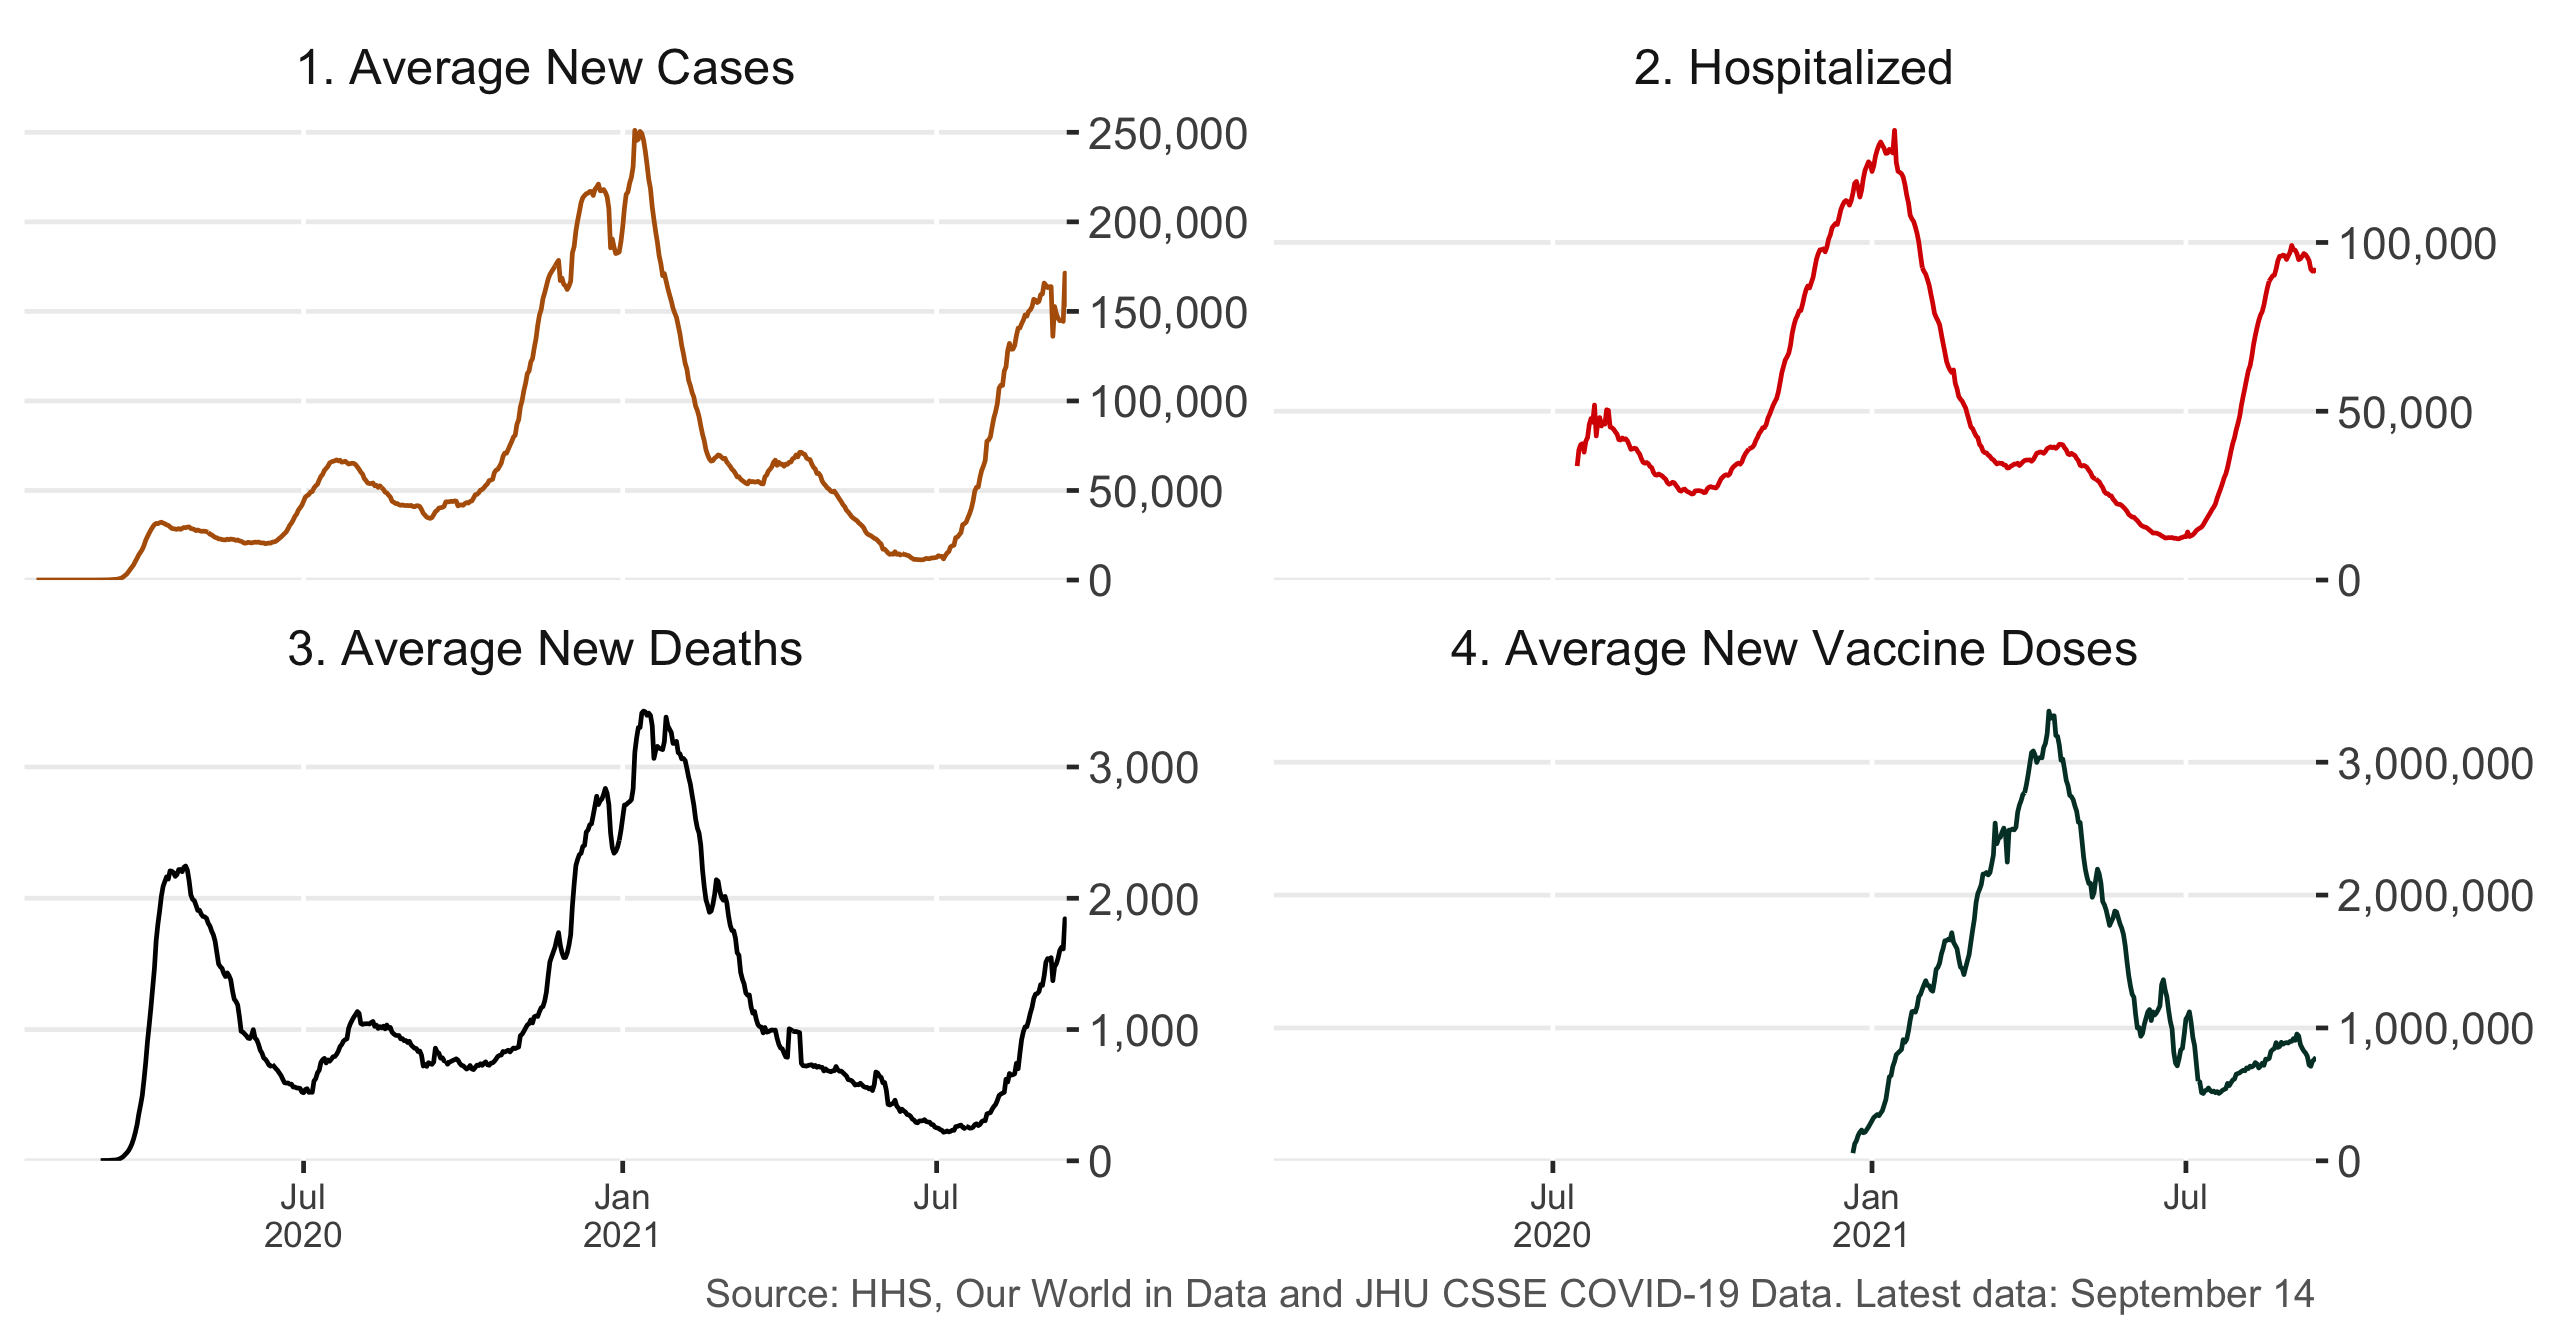 1. Average New Cases
250,000
200,000
150,000
100,000
50,000
0
2. Hospitalized
100,000
50,000
0
3. Average New Deaths
3,000
2,000
1,000
0
Jul
2020
Jan
2021
Jul
4. Average New Vaccine Doses
3,000,000
2,000,000
1,000,000
0
Jul
2020
Jan
2021
Jul
Source: HHS, Our World in Data and JHU CSSE COVID-19 Data. Latest data: September 14